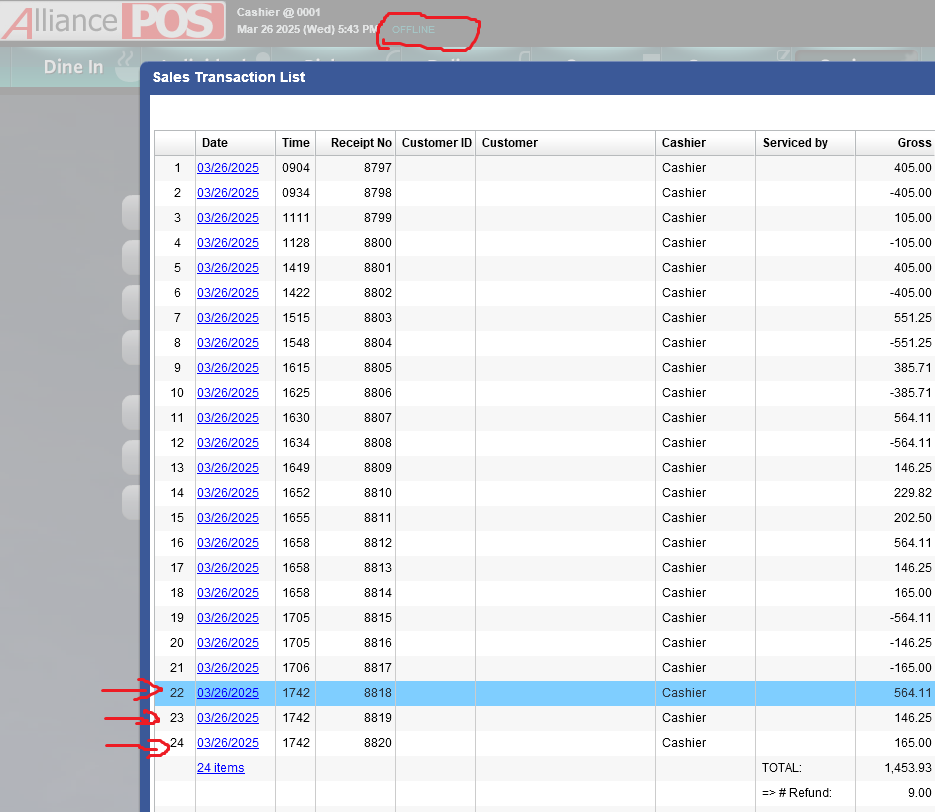 Alliance POS
Cashier @ 0001
Mar 26 2025 (Wed) 5:43 PM
OFFLINE
Dine In
Sales Transaction List
Date Time Receipt No Customer ID Customer Cashier Serviced by Gross
1 03/26/2025 0904 8797 Cashier 405.00
2 03/26/2025 0934 8798 Cashier -405.00
3 03/26/2025 1111 8799 Cashier 105.00
4 03/26/2025 1128 8800 Cashier -105.00
5 03/26/2025 1419 8801 Cashier 405.00
6 03/26/2025 1422 8802 Cashier -405.00
7 03/26/2025 1515 8803 Cashier 551.25
8 03/26/2025 1548 8804 Cashier -551.25
9 03/26/2025 1615 8805 Cashier 385.71
10 03/26/2025 1625 8806 Cashier -385.71
11 03/26/2025 1630 8807 Cashier 564.11
12 03/26/2025 1634 8808 Cashier -564.11
13 03/26/2025 1649 8809 Cashier 146.25
14 03/26/2025 1652 8810 Cashier 229.82
15 03/26/2025 1655 8811 Cashier 202.50
16 03/26/2025 1658 8812 Cashier 564.11
17 03/26/2025 1658 8813 Cashier 146.25
18 03/26/2025 1658 8814 Cashier 165.00
19 03/26/2025 1705 8815 Cashier -564.11
20 03/26/2025 1705 8816 Cashier -146.25
21 03/26/2025 1706 8817 Cashier -165.00
22 03/26/2025 1742 8818 Cashier 564.11
23 03/26/2025 1742 8819 Cashier 146.25
24 03/26/2025 1742 8820 Cashier 165.00
24 items TOTAL: 1,453.93
=> # Refund: 9.00